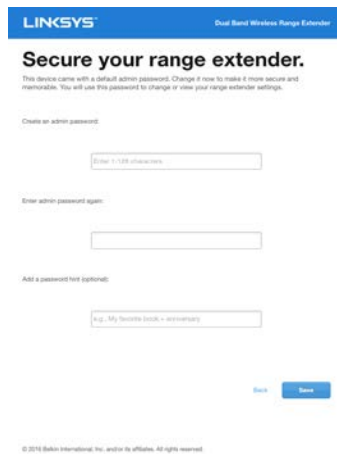 LINKSYS
Dual Band Wireless Range Extender
Secure your range extender.
This device came with a default admin password. Change it now to make it more secure and
memorable. You will use this password to change or view your range extender settings.
Create an admin password:
Enter 1-128 characters
Enter admin password again:
Add a password hint (optional):
e.g., My favorite book + anniversary
Back
Save
© 2016 Belkin International, Inc. and/or its affiliates. All rights reserved.